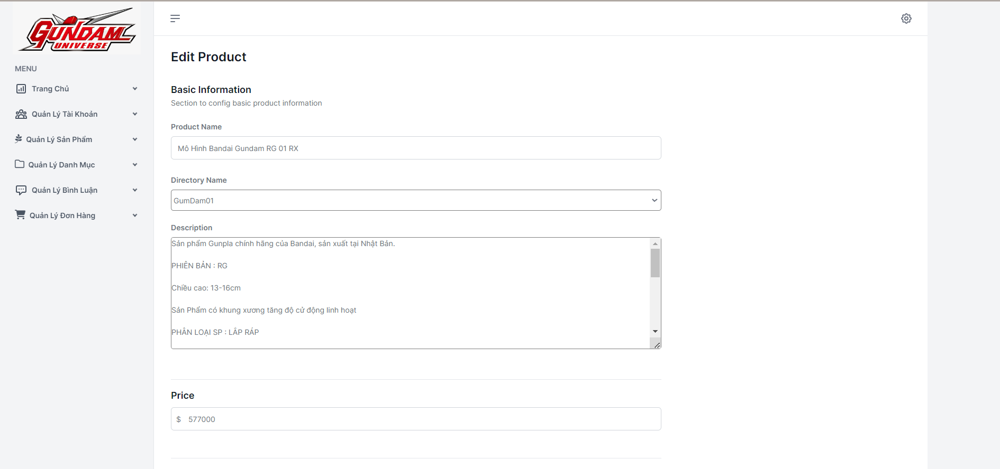 GUNDAM
UNIVERSE
MENU
Trang Chủ
Quản Lý Tài Khoản
Quản Lý Sản Phẩm
Quản Lý Danh Mục
Quản Lý Bình Luận
Quản Lý Đơn Hàng
Edit Product
Basic Information
Section to config basic product information
Product Name
Mô Hình Bandai Gundam RG 01 RX
Directory Name
GumDam01
Description
Sản phẩm Gunpla chính hãng của Bandai, sản xuất tại Nhật Bản.
PHIÊN BẢN : RG
Chiều cao: 13-16cm
Sản Phẩm có khung xương tăng độ cử động linh hoạt
PHÂN LOẠI SP : LẮP RÁP
Price
$ 577000